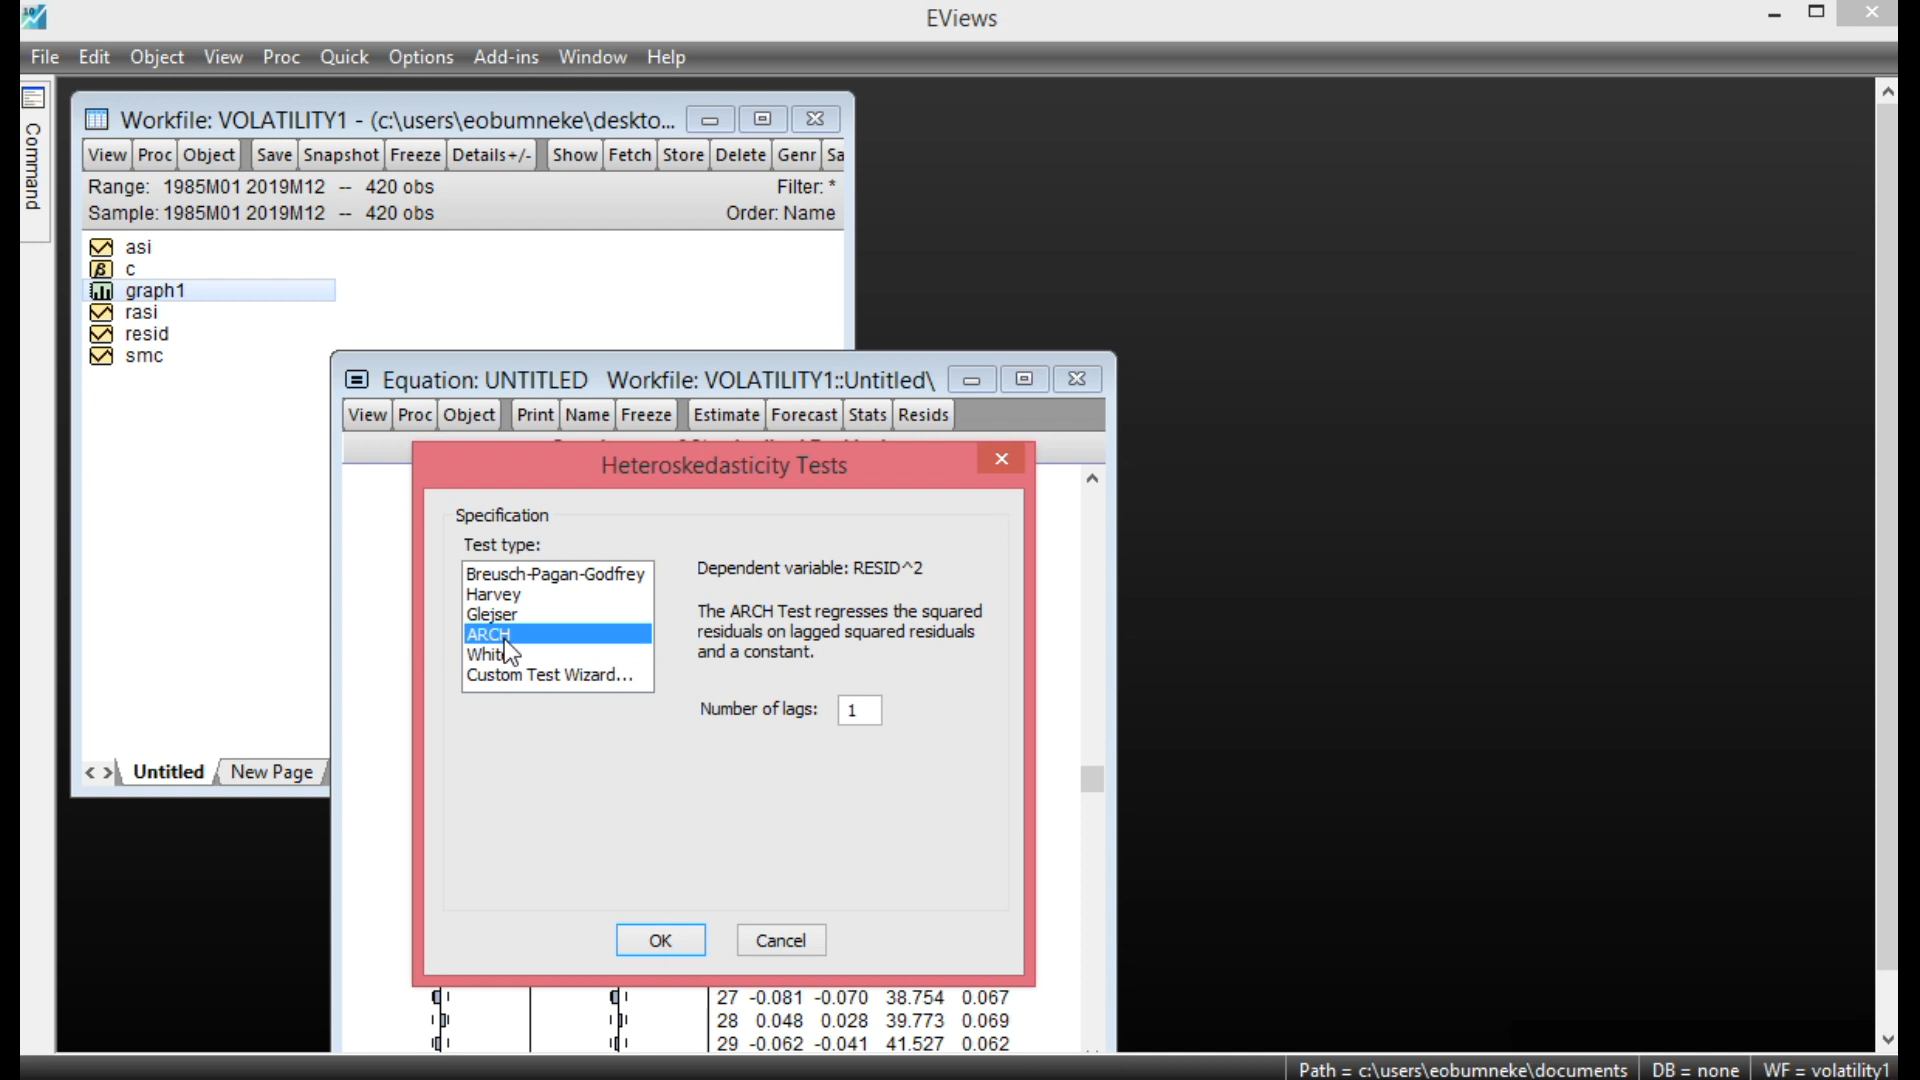 10
EViews
File Edit Object View Proc Quick Options Add-ins Window Help
Command
Workfile: VOLATILITY1 - (c:\users\eobumneke\deskto...
View Proc Object Save Snapshot Freeze Details+/- Show Fetch Store Delete Genr Sa
Range: 1985M01 2019M12 -- 420 obs Filter: *
Sample: 1985M01 2019M12 -- 420 obs Order: Name
asi
β c
graph1
rasi
resid
smc
Equation: UNTITLED Workfile: VOLATILITY1::Untitled\
View Proc Object Print Name Freeze Estimate Forecast Stats Resids
Heteroskedasticity Tests
Specification
Test type:
Breusch-Pagan-Godfrey
Harvey
Glejser
ARCH
White
Custom Test Wizard...
Dependent variable: RESID^2
The ARCH Test regresses the squared
residuals on lagged squared residuals
and a constant.
Number of lags: 1
OK Cancel
< > Untitled New Page
27 -0.081 -0.070 38.754 0.067
28 0.048 0.028 39.773 0.069
29 -0.062 -0.041 41.527 0.062
Path = c:\users\eobumneke\documents DB = none WF = volatility1